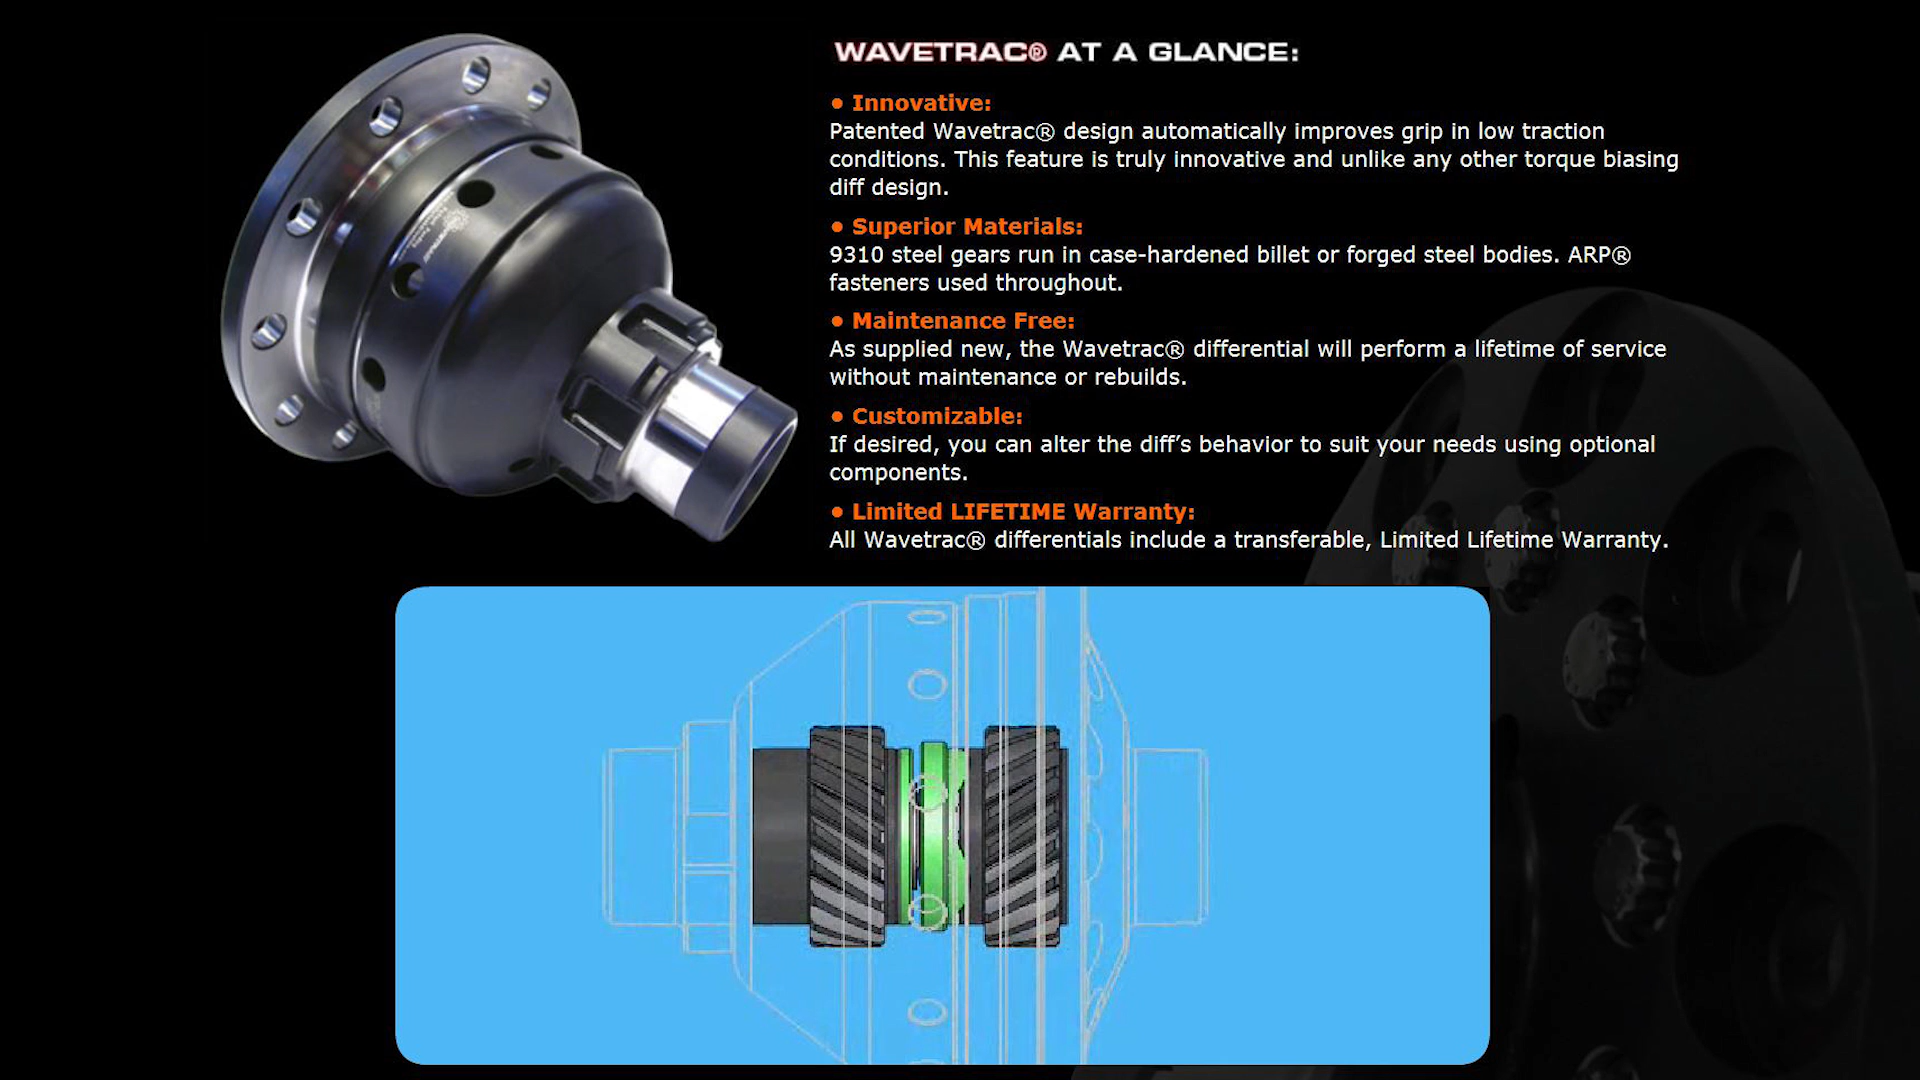 WAVETRAC® AT A GLANCE:
• Innovative:
Patented Wavetrac® design automatically improves grip in low traction
conditions. This feature is truly innovative and unlike any other torque biasing
diff design.
• Superior Materials:
9310 steel gears run in case-hardened billet or forged steel bodies. ARP®
fasteners used throughout.
• Maintenance Free:
As supplied new, the Wavetrac® differential will perform a lifetime of service
without maintenance or rebuilds.
• Customizable:
If desired, you can alter the diff’s behavior to suit your needs using optional
components.
• Limited LIFETIME Warranty:
All Wavetrac® differentials include a transferable, Limited Lifetime Warranty.